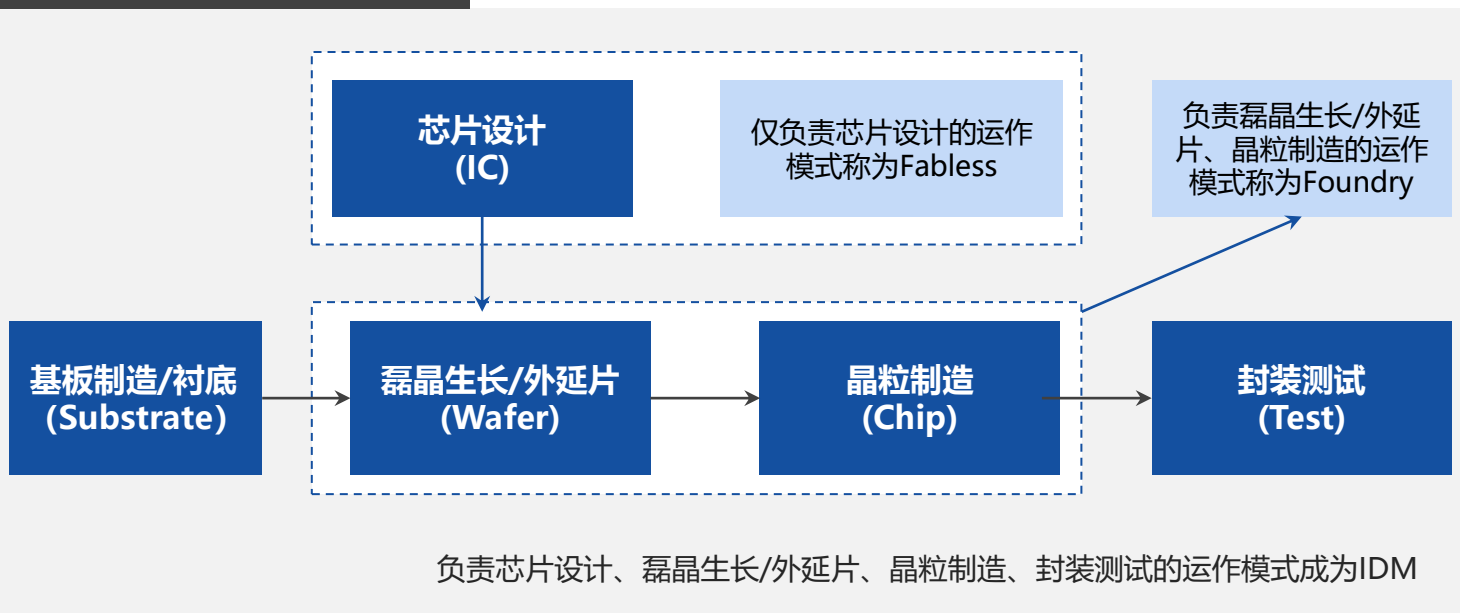 芯片设计
(IC)
仅负责芯片设计的运作
模式称为Fabless
负责磊晶生长/外延
片、晶粒制造的运作
模式称为Foundry
基板制造/衬底
(Substrate）
磊晶生长/外延片
(Wafer)
晶粒制造
(Chip)
封装测试
(Test)
负责芯片设计、磊晶生长/外延片、晶粒制造、封装测试的运作模式成为IDM